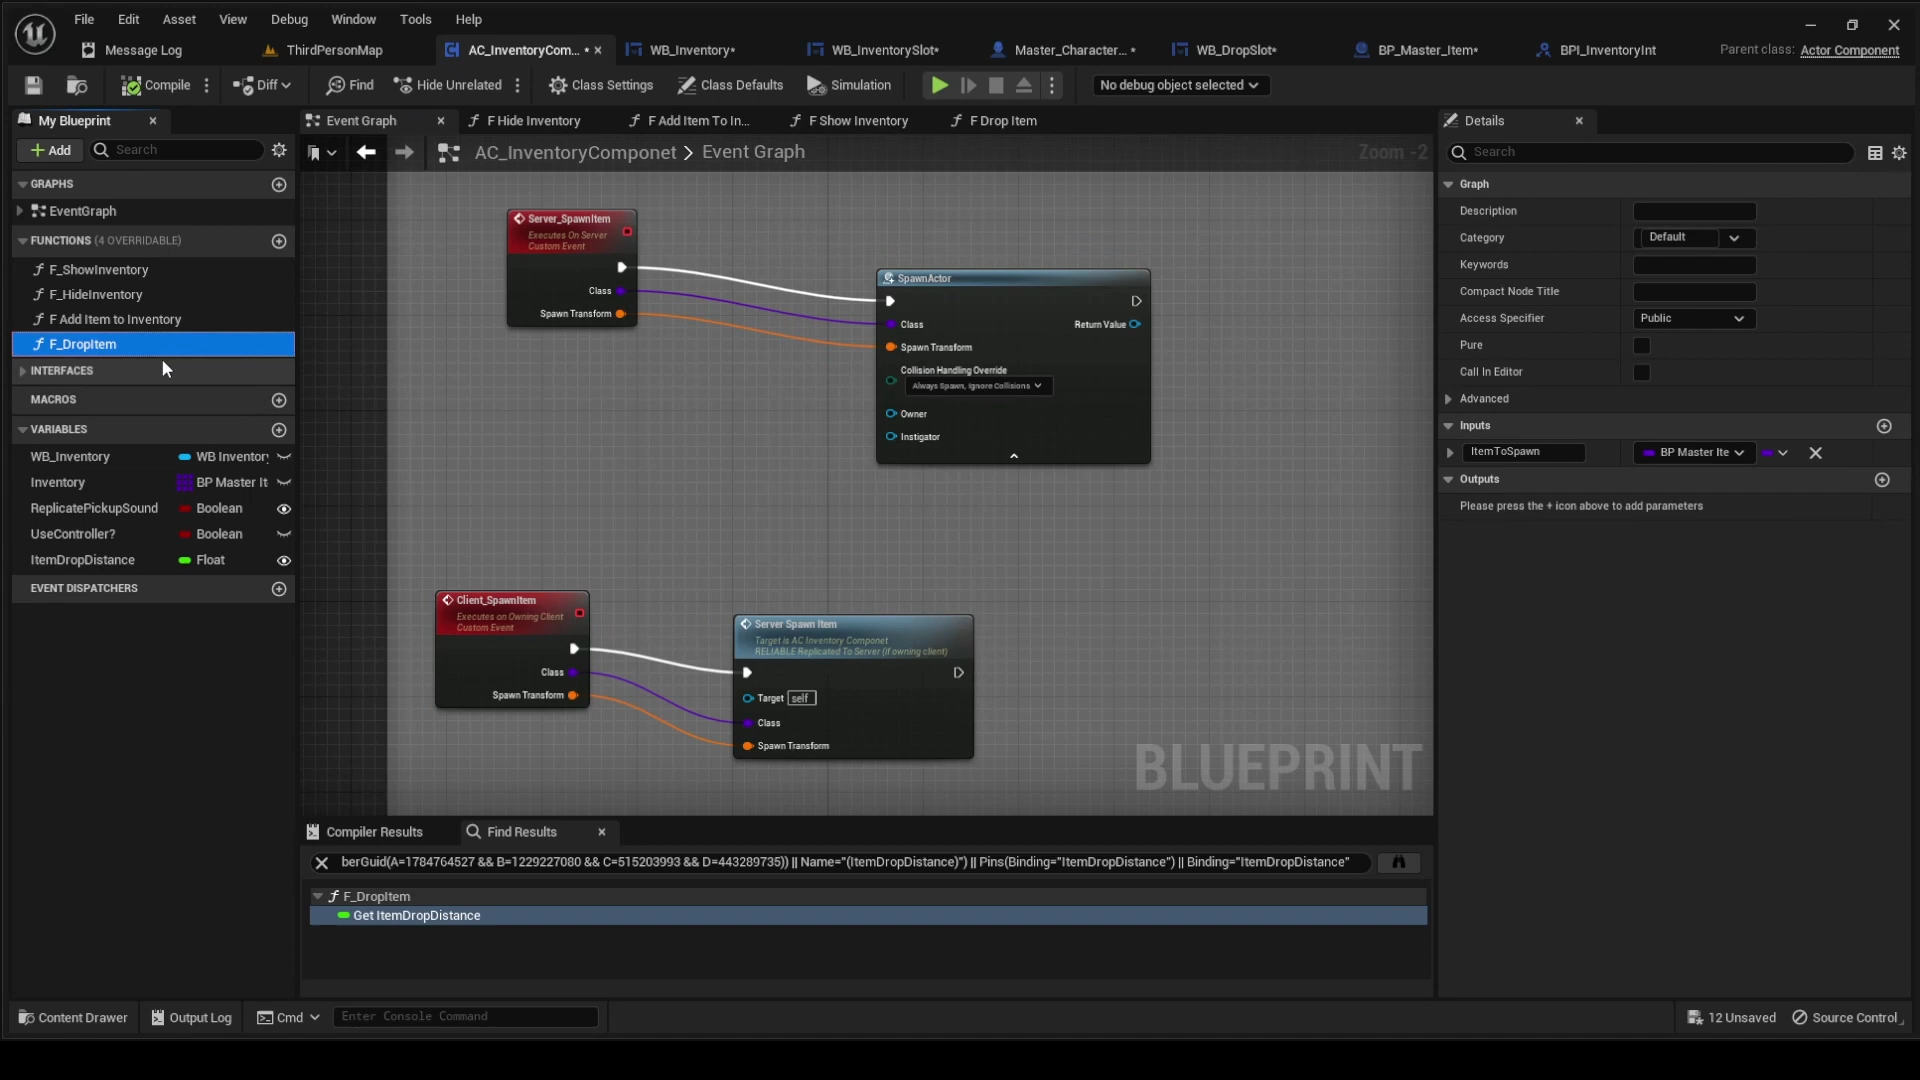 File Edit Asset View Debug Window Tools Help
Message Log ThirdPersonMap AC_InventoryCom... * WB_Inventory* WB_InventorySlot* Master_Character... * WB_DropSlot* BP_Master_Item* BPI_InventoryInt Parent class: Actor Component
Compile Diff Find Hide Unrelated Class Settings Class Defaults Simulation No debug object selected
My Blueprint Event Graph F Hide Inventory F Add Item To In... F Show Inventory F Drop Item Details
+ Add Search AC_InventoryComponet > Event Graph Zoom -2 Search
GRAPHS
EventGraph
FUNCTIONS (4 OVERRIDABLE)
F_ShowInventory
F_HideInventory
F Add Item to Inventory
F_DropItem
INTERFACES
MACROS
VARIABLES
WB_Inventory WB Inventory
Inventory BP Master It
ReplicatePickupSound Boolean
UseController? Boolean
ItemDropDistance Float
EVENT DISPATCHERS
Server_SpawnItem
Executes On Server
Custom Event
Class
Spawn Transform
SpawnActor
Class Return Value
Spawn Transform
Collision Handling Override
Always Spawn, Ignore Collisions
Owner
Instigator
Client_SpawnItem
Executes on Owning Client
Custom Event
Class
Spawn Transform
Server Spawn Item
Target is AC Inventory Componet
RELIABLE Replicated To Server (if owning client)
Target self
Class
Spawn Transform
BLUEPRINT
Graph
Description
Category Default
Keywords
Compact Node Title
Access Specifier Public
Pure
Call In Editor
Advanced
Inputs
ItemToSpawn BP Master Ite
Outputs
Please press the + icon above to add parameters
Compiler Results Find Results
berGuid(A=1784764527 && B=1229227080 && C=515203993 && D=443289735)) || Name="(ItemDropDistance)") || Pins(Binding="ItemDropDistance") || Binding="ItemDropDistance"
F_DropItem
Get ItemDropDistance
Content Drawer Output Log Cmd Enter Console Command 12 Unsaved Source Control